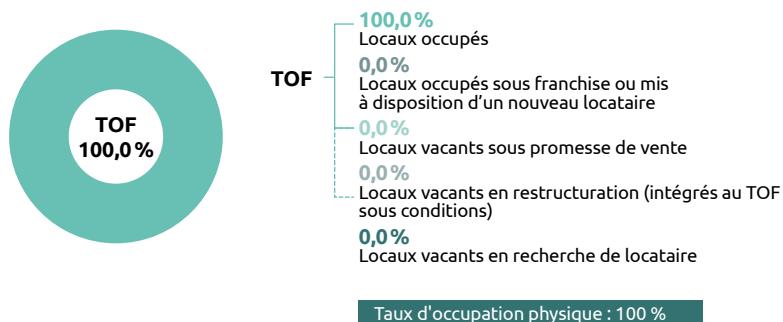 TOF
100,0 %
TOF
100,0 %
Locaux occupés
0,0 %
Locaux occupés sous franchise ou mis
à disposition d'un nouveau locataire
0,0 %
Locaux vacants sous promesse de vente
0,0 %
Locaux vacants en restructuration (intégrés au TOF
sous conditions)
0,0 %
Locaux vacants en recherche de locataire
Taux d'occupation physique : 100 %